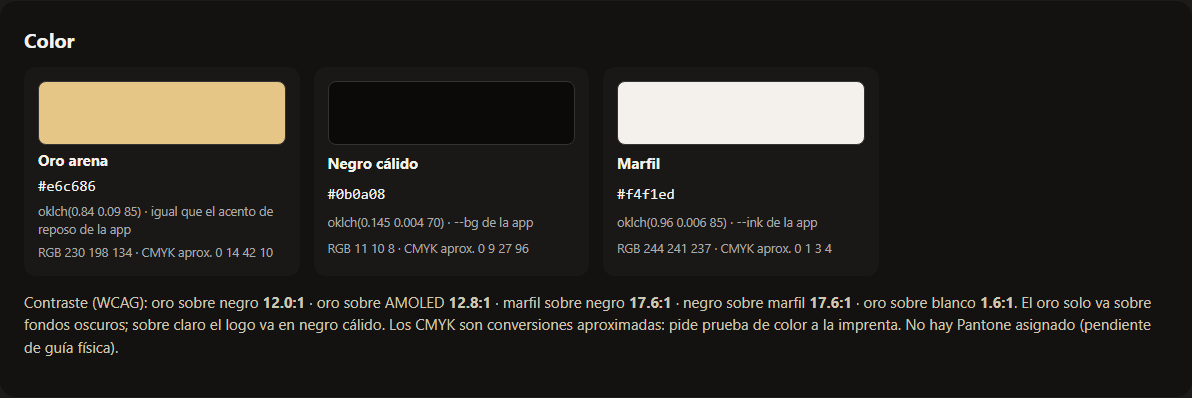 Color
Oro arena
#e6c686
oklch(0.84 0.09 85) · igual que el acento de
reposo de la app
RGB 230 198 134 · CMYK aprox. 0 14 42 10
Negro cálido
#0b0a08
oklch(0.145 0.004 70) · --bg de la app
RGB 11 10 8 · CMYK aprox. 0 9 27 96
Marfil
#f4f1ed
oklch(0.96 0.006 85) · --ink de la app
RGB 244 241 237 · CMYK aprox. 0 1 3 4
Contraste (WCAG): oro sobre negro 12.0:1 · oro sobre AMOLED 12.8:1 · marfil sobre negro 17.6:1 · negro sobre marfil 17.6:1 · oro sobre blanco 1.6:1. El oro solo va sobre
fondos oscuros; sobre claro el logo va en negro cálido. Los CMYK son conversiones aproximadas: pide prueba de color a la imprenta. No hay Pantone asignado (pendiente
de guía física).